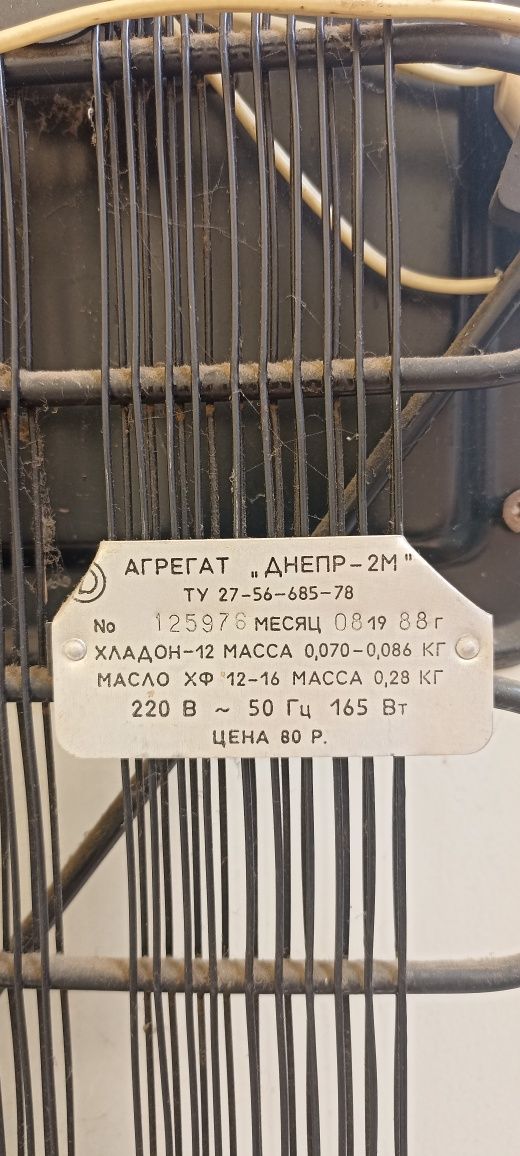 АГРЕГАТ „ДНЕПР-2М"
ТУ 27-56-685-78
No 125976 МЕСЯЦ 08 19 88 г
ХЛАДОН-12 МАССА 0,070-0,086 КГ
МАСЛО ХФ 12-16 МАССА 0,28 КГ
220 В ~ 50 Гц 165 Вт
ЦЕНА 80 Р.